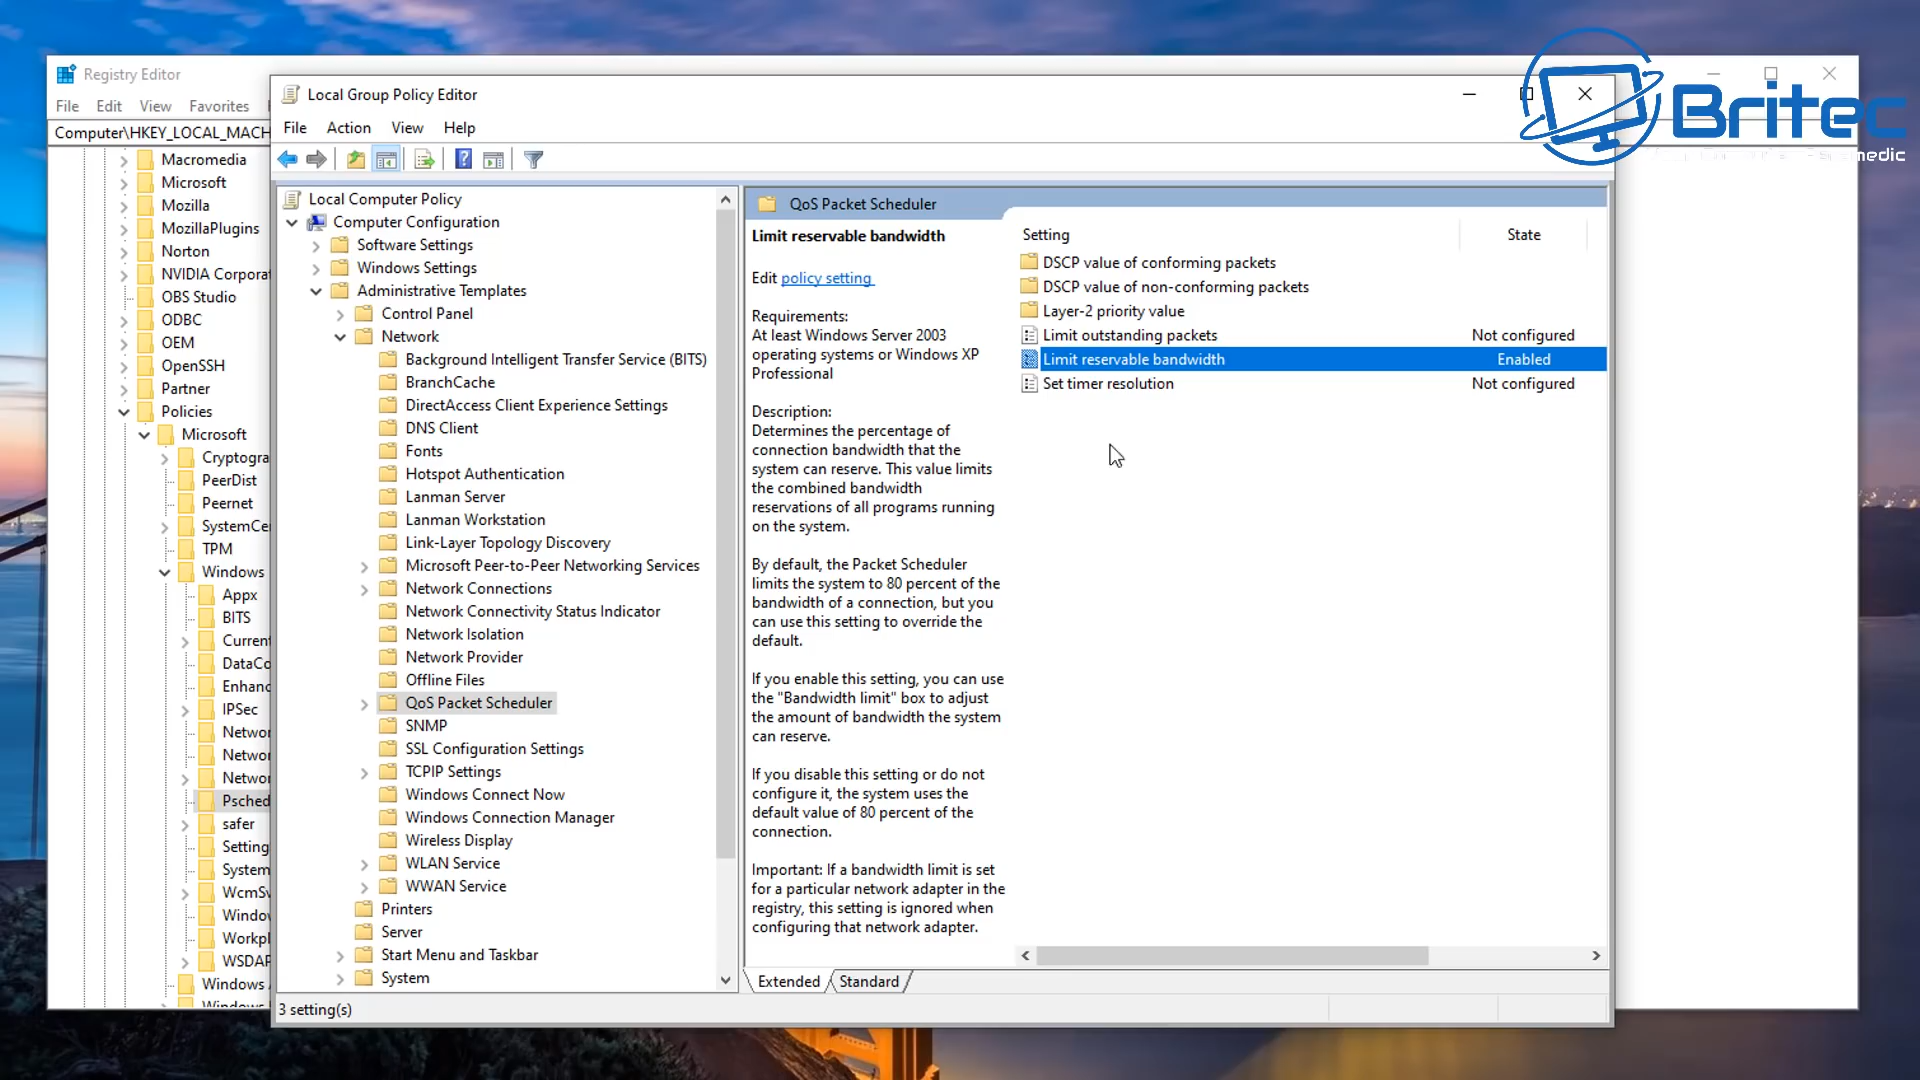 Registry Editor
File Edit View Favorites
Computer\HKEY_LOCAL_MACH
Macromedia
Microsoft
Mozilla
MozillaPlugins
Norton
NVIDIA Corporat
OBS Studio
ODBC
OEM
OpenSSH
Partner
Policies
Microsoft
Cryptogra
PeerDist
Peernet
SystemCe
TPM
Windows
Appx
BITS
Current
DataCo
Enhanc
IPSec
Netwo
Netwo
Netwo
Psched
safer
Setting
System
WcmSv
Windo
Workpl
WSDAP
Windows
Windows
Local Group Policy Editor
File Action View Help
Local Computer Policy
Computer Configuration
Software Settings
Windows Settings
Administrative Templates
Control Panel
Network
Background Intelligent Transfer Service (BITS)
BranchCache
DirectAccess Client Experience Settings
DNS Client
Fonts
Hotspot Authentication
Lanman Server
Lanman Workstation
Link-Layer Topology Discovery
Microsoft Peer-to-Peer Networking Services
Network Connections
Network Connectivity Status Indicator
Network Isolation
Network Provider
Offline Files
QoS Packet Scheduler
SNMP
SSL Configuration Settings
TCPIP Settings
Windows Connect Now
Windows Connection Manager
Wireless Display
WLAN Service
WWAN Service
Printers
Server
Start Menu and Taskbar
System
QoS Packet Scheduler
Limit reservable bandwidth
Edit policy setting
Requirements:
At least Windows Server 2003
operating systems or Windows XP
Professional
Description:
Determines the percentage of
connection bandwidth that the
system can reserve. This value limits
the combined bandwidth
reservations of all programs running
on the system.
By default, the Packet Scheduler
limits the system to 80 percent of the
bandwidth of a connection, but you
can use this setting to override the
default.
If you enable this setting, you can use
the "Bandwidth limit" box to adjust
the amount of bandwidth the system
can reserve.
If you disable this setting or do not
configure it, the system uses the
default value of 80 percent of the
connection.
Important: If a bandwidth limit is set
for a particular network adapter in the
registry, this setting is ignored when
configuring that network adapter.
Setting State
DSCP value of conforming packets
DSCP value of non-conforming packets
Layer-2 priority value
Limit outstanding packets Not configured
Limit reservable bandwidth Enabled
Set timer resolution Not configured
Extended Standard
3 setting(s)
Britec